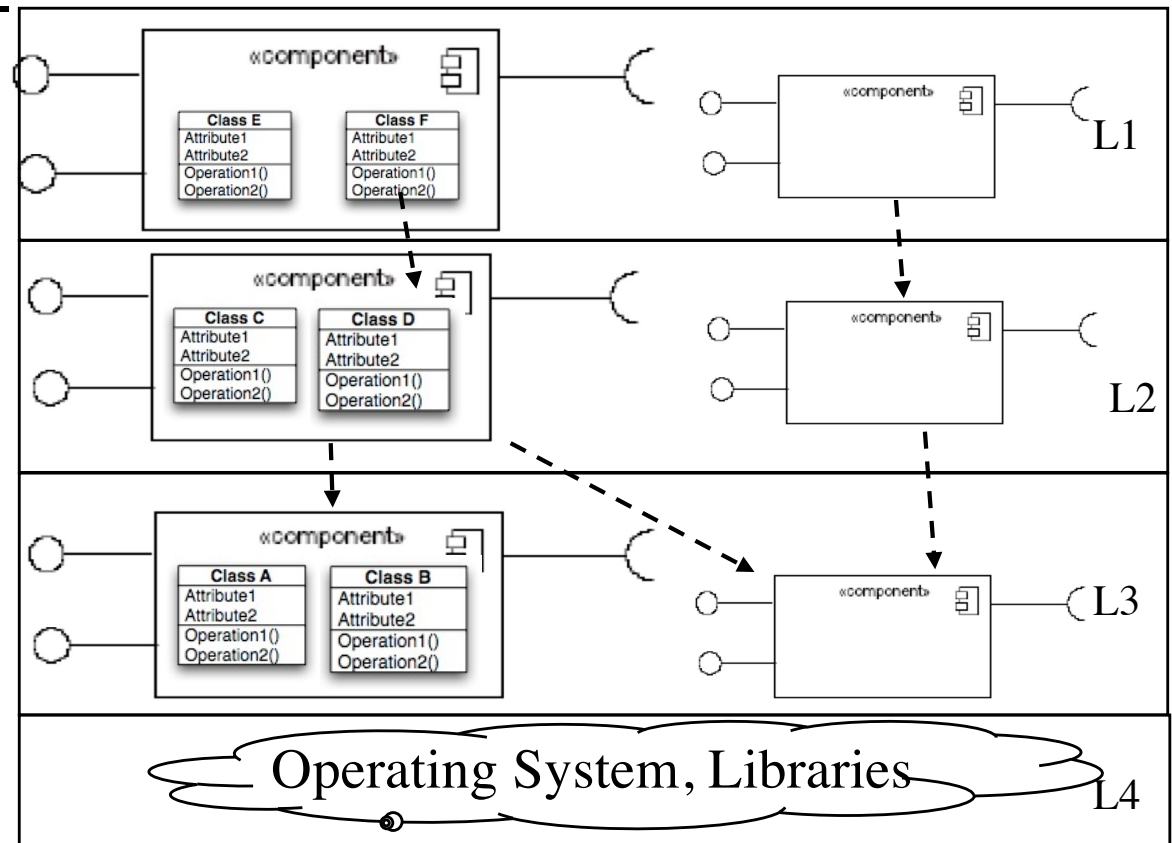 «component»
Class E
Attribute1
Attribute2
Operation1()
Operation2()
Class F
Attribute1
Attribute2
Operation1()
Operation2()
«component»
L1
«component»
Class C
Attribute1
Attribute2
Operation1()
Operation2()
Class D
Attribute1
Attribute2
Operation1()
Operation2()
«component»
L2
«component»
Class A
Attribute1
Attribute2
Operation1()
Operation2()
Class B
Attribute1
Attribute2
Operation1()
Operation2()
«component»
L3
Operating System, Libraries
L4